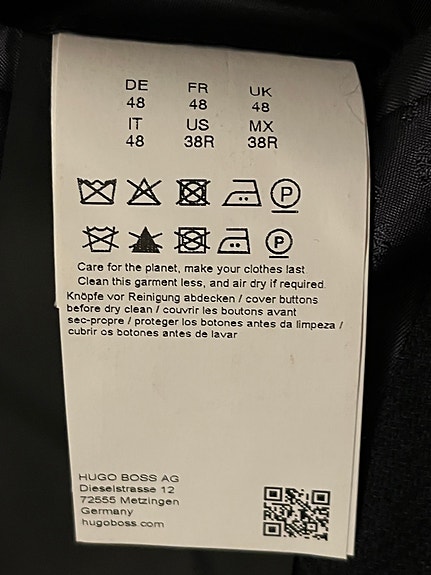 DE FR UK
48 48 48
IT US MX
48 38R 38R
P
P
Care for the planet, make your clothes last
Clean this garment less, and air dry if required.
Knöpfe vor Reinigung abdecken / cover buttons
before dry clean / couvrir les boutons avant
sec-propre / proteger los botones antes da limpeza /
cubrir os botones antes de lavar
HUGO BOSS AG
Dieselstrasse 12
72555 Metzingen
Germany
hugoboss.com